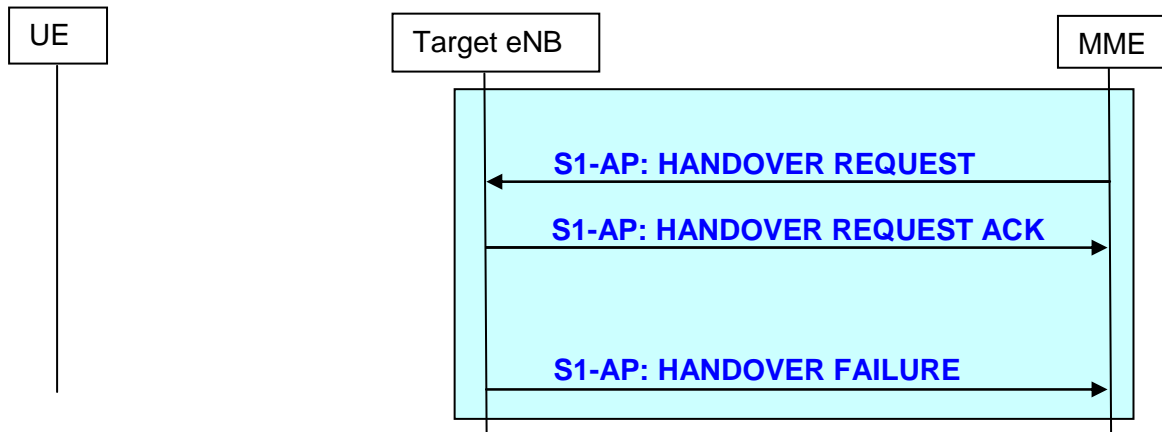 UE
Target eNB
MME
S1-AP: HANDOVER REQUEST
S1-AP: HANDOVER REQUEST ACK
S1-AP: HANDOVER FAILURE